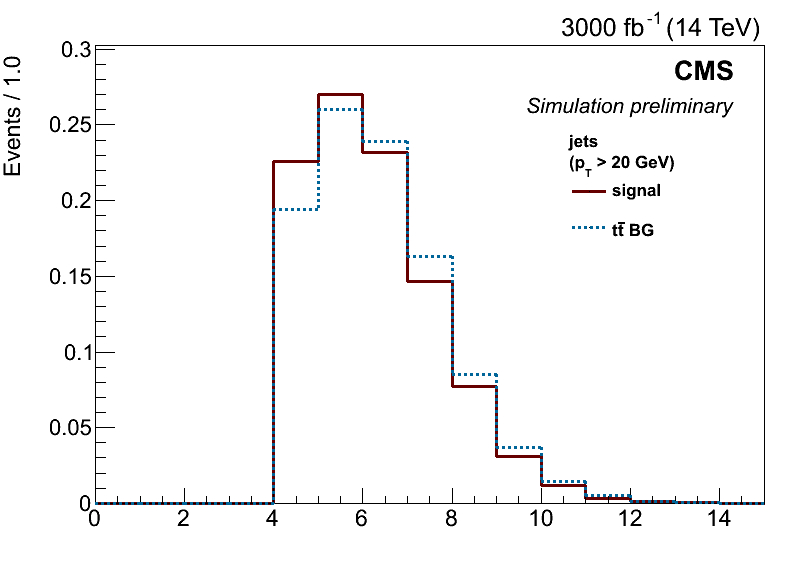 3000 fb⁻¹ (14 TeV)
Events / 1.0
CMS
Simulation preliminary
jets
(p_T > 20 GeV)
signal
tt̄ BG
0.3
0.25
0.2
0.15
0.1
0.05
0
0 2 4 6 8 10 12 14